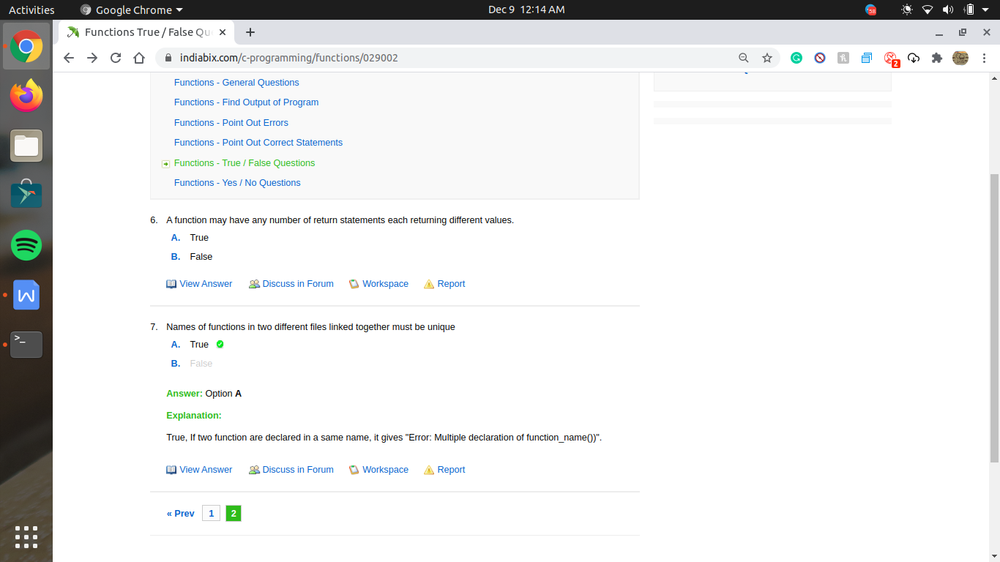 Activities
Google Chrome
Dec 9 12:14 AM
58
Functions True / False Qu
indiabix.com/c-programming/functions/029002
2
Functions - General Questions
Functions - Find Output of Program
Functions - Point Out Errors
Functions - Point Out Correct Statements
Functions - True / False Questions
Functions - Yes / No Questions
6. A function may have any number of return statements each returning different values.
A. True
B. False
View Answer Discuss in Forum Workspace Report
7. Names of functions in two different files linked together must be unique
A. True
B. False
Answer: Option A
Explanation:
True, If two function are declared in a same name, it gives "Error: Multiple declaration of function_name())".
View Answer Discuss in Forum Workspace Report
« Prev 1 2